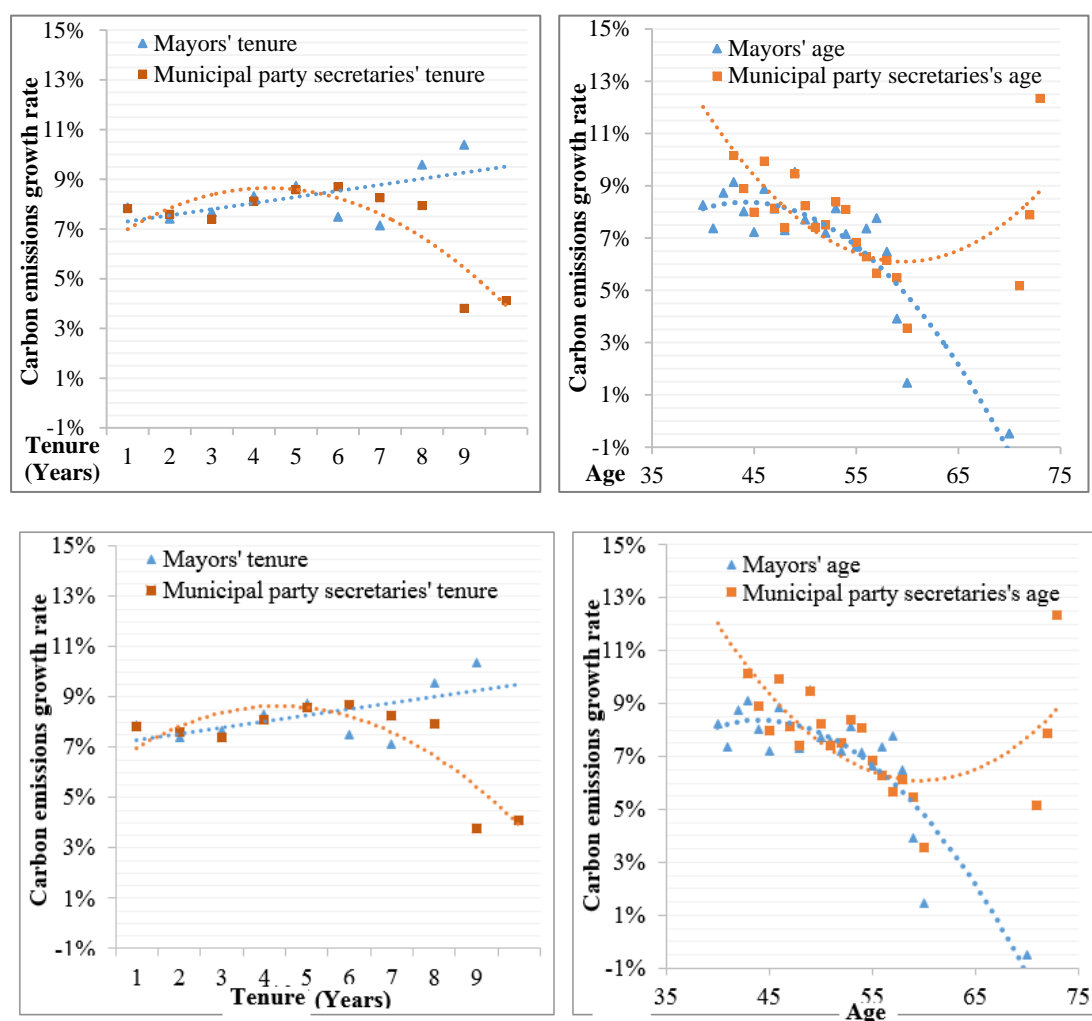 15%
13%
11%
9%
7%
5%
3%
1%
-1%
Carbon emissions growth rate
Mayors' tenure
Municipal party secretaries' tenure
Tenure
(Years)
1 2 3 4 5 6 7 8 9
15%
13%
11%
9%
7%
5%
3%
1%
-1%
Carbon emissions growth rate
Mayors' age
Municipal party secretaries's age
Age
35 45 55 65 75
15%
13%
11%
9%
7%
5%
3%
1%
-1%
Carbon emissions growth rate
Mayors' tenure
Municipal party secretaries' tenure
1 2 3 4 5 6 7 8 9
Tenure (Years)
15%
13%
11%
9%
7%
5%
3%
1%
-1%
Carbon emissions growth rate
Mayors' age
Municipal party secretaries's age
35 45 55 65 75
Age